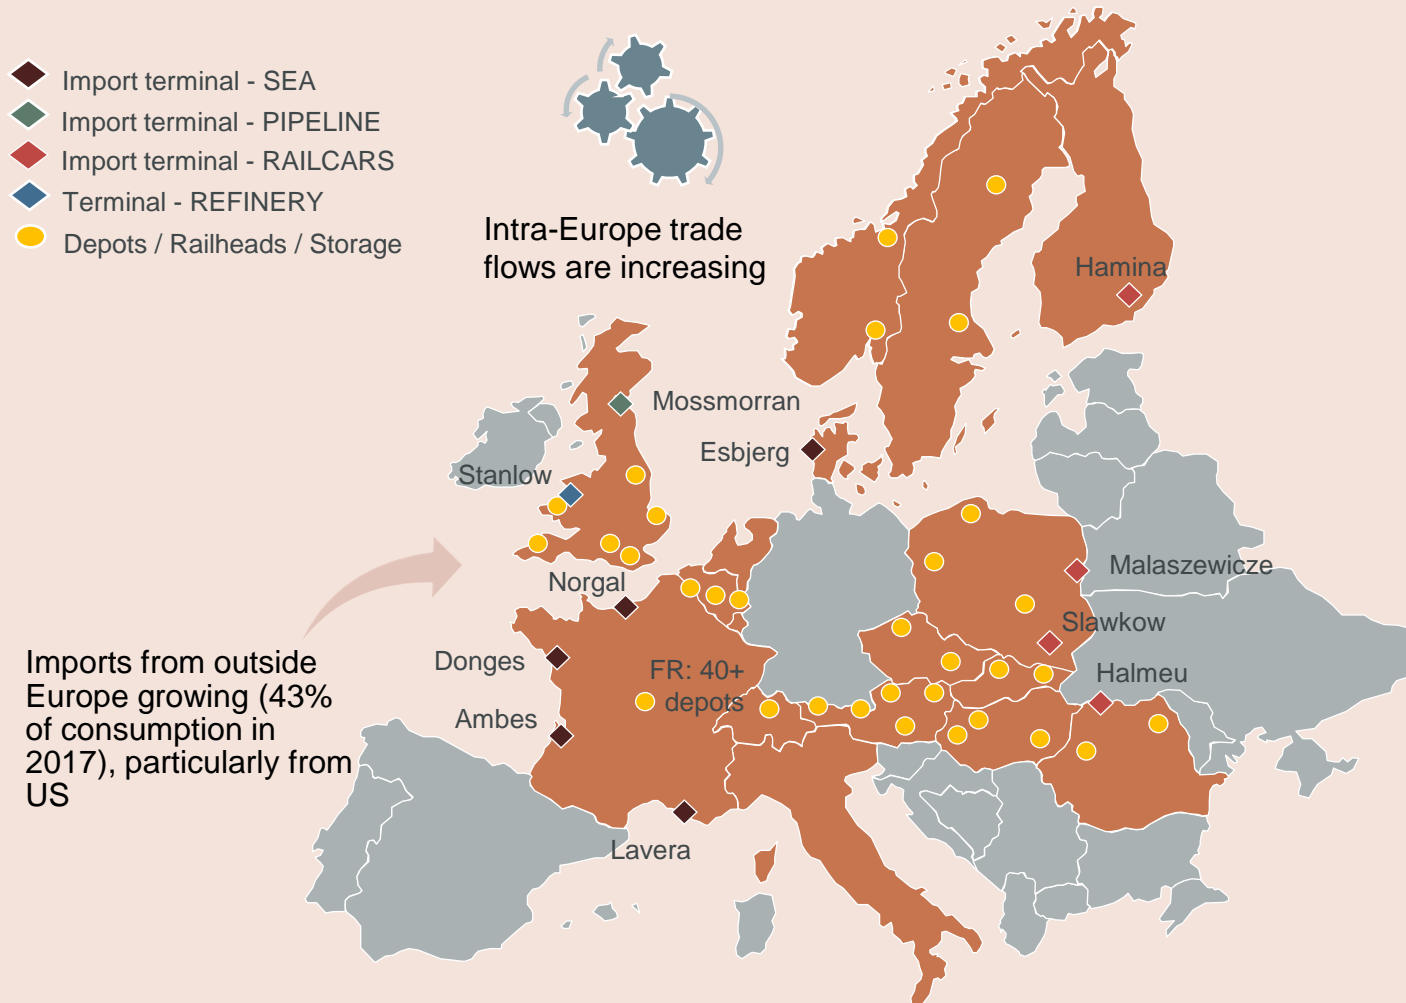 Import terminal - SEA
Import terminal - PIPELINE
Import terminal - RAILCARS
Terminal - REFINERY
Depots / Railheads / Storage
Intra-Europe trade
flows are increasing
Hamina
Mossmorran
Esbjerg
Stanlow
Malaszewicze
Norgal
Slawkow
Donges
FR: 40+
depots
Halmeu
Ambes
Lavera
Imports from outside
Europe growing (43%
of consumption in
2017), particularly from
US